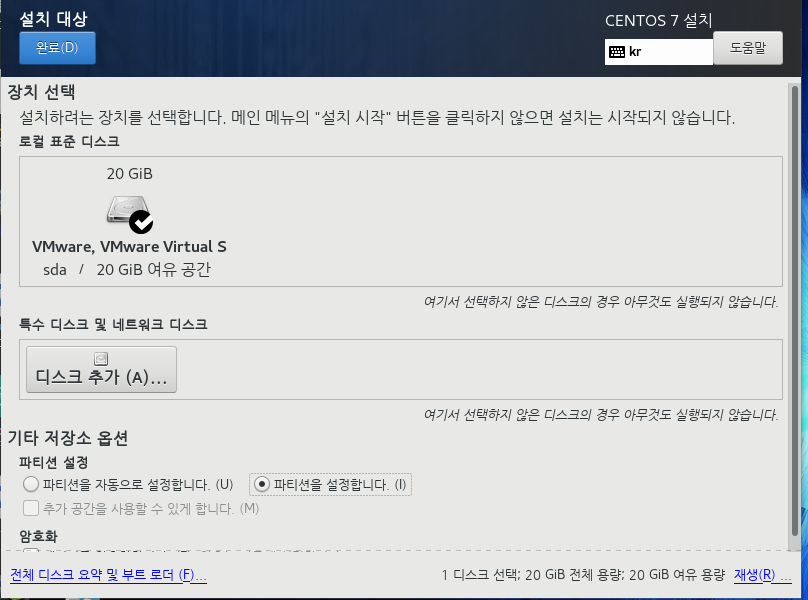 설치 대상
CENTOS 7 설치
완료(D)
kr
도움말
장치 선택
설치하려는 장치를 선택합니다. 메인 메뉴의 "설치 시작" 버튼을 클릭하지 않으면 설치는 시작되지 않습니다.
로컬 표준 디스크
20 GiB
VMware, VMware Virtual S
sda / 20 GiB 여유 공간
여기서 선택하지 않은 디스크의 경우 아무것도 실행되지 않습니다.
특수 디스크 및 네트워크 디스크
디스크 추가 (A)...
여기서 선택하지 않은 디스크의 경우 아무것도 실행되지 않습니다.
기타 저장소 옵션
파티션 설정
파티션을 자동으로 설정합니다. (U) 파티션을 설정합니다. (I)
추가 공간을 사용할 수 있게 합니다. (M)
암호화
전체 디스크 요약 및 부트 로더 (F)... 1 디스크 선택; 20 GiB 전체 용량; 20 GiB 여유 용량 재생(R) ...